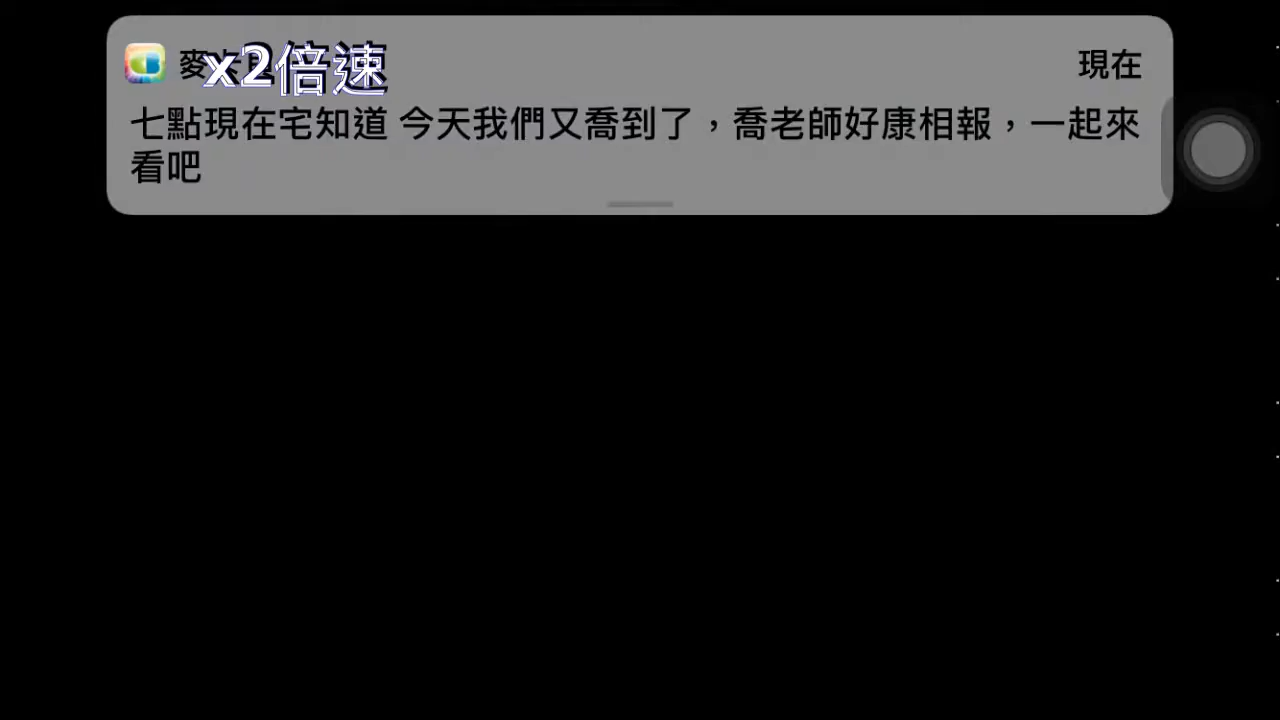 麥
x2倍速
現在
七點現在宅知道 今天我們又喬到了，喬老師好康相報，一起來
看吧